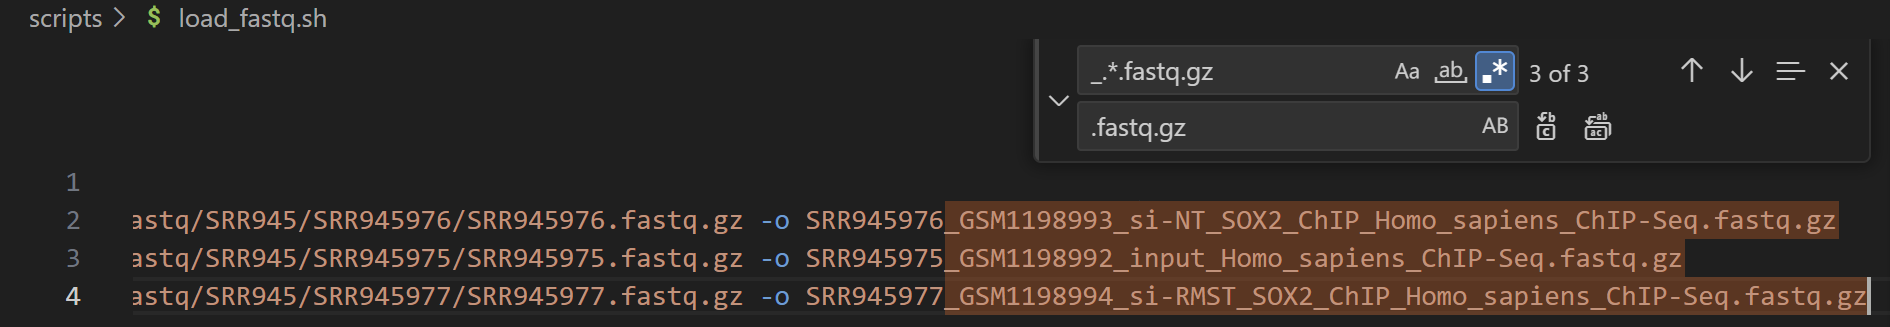 scripts > $ load_fastq.sh
_.*.fastq.gz Aa ab .* 3 of 3
.fastq.gz AB
1
2 astq/SRR945/SRR945976/SRR945976.fastq.gz -o SRR945976_GSM1198993_si-NT_SOX2_ChIP_Homo_sapiens_ChIP-Seq.fastq.gz
3 astq/SRR945/SRR945975/SRR945975.fastq.gz -o SRR945975_GSM1198992_input_Homo_sapiens_ChIP-Seq.fastq.gz
4 astq/SRR945/SRR945977/SRR945977.fastq.gz -o SRR945977_GSM1198994_si-RMST_SOX2_ChIP_Homo_sapiens_ChIP-Seq.fastq.gz